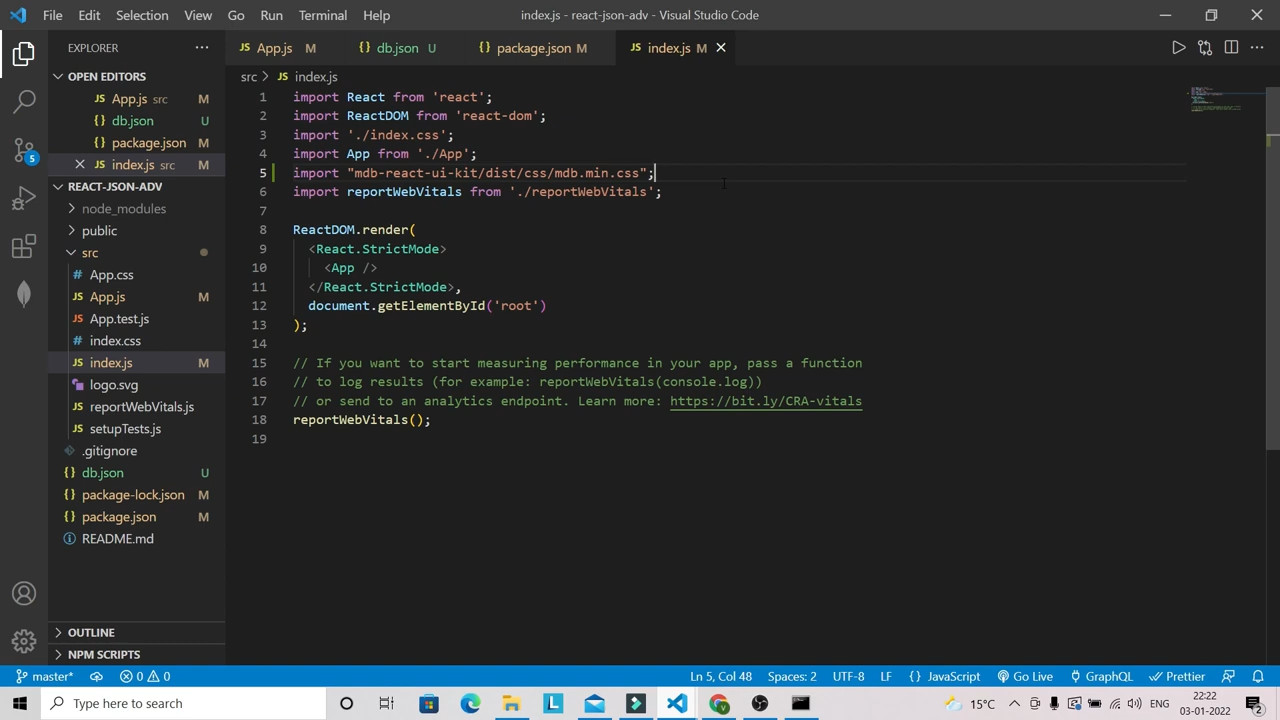 File Edit Selection View Go Run Terminal Help
index.js - react-json-adv - Visual Studio Code
EXPLORER
OPEN EDITORS
App.js src M
db.json U
package.json M
index.js src M
REACT-JSON-ADV
node_modules
public
src
App.css
App.js M
App.test.js
index.css
index.js M
logo.svg
reportWebVitals.js
setupTests.js
.gitignore
db.json U
package-lock.json M
package.json M
README.md
OUTLINE
NPM SCRIPTS
5
JS App.js M
{} db.json U
{} package.json M
JS index.js M
src > JS index.js
1 import React from 'react';
2 import ReactDOM from 'react-dom';
3 import './index.css';
4 import App from './App';
5 import "mdb-react-ui-kit/dist/css/mdb.min.css";
6 import reportWebVitals from './reportWebVitals';
7
8 ReactDOM.render(
9 <React.StrictMode>
10 <App />
11 </React.StrictMode>,
12 document.getElementById('root')
13 );
14
15 // If you want to start measuring performance in your app, pass a function
16 // to log results (for example: reportWebVitals(console.log))
17 // or send to an analytics endpoint. Learn more: https://bit.ly/CRA-vitals
18 reportWebVitals();
19
master* 0 0 Ln 5, Col 48 Spaces: 2 UTF-8 LF {} JavaScript Go Live GraphQL Prettier
Type here to search
15°C ENG
22:22
03-01-2022
2